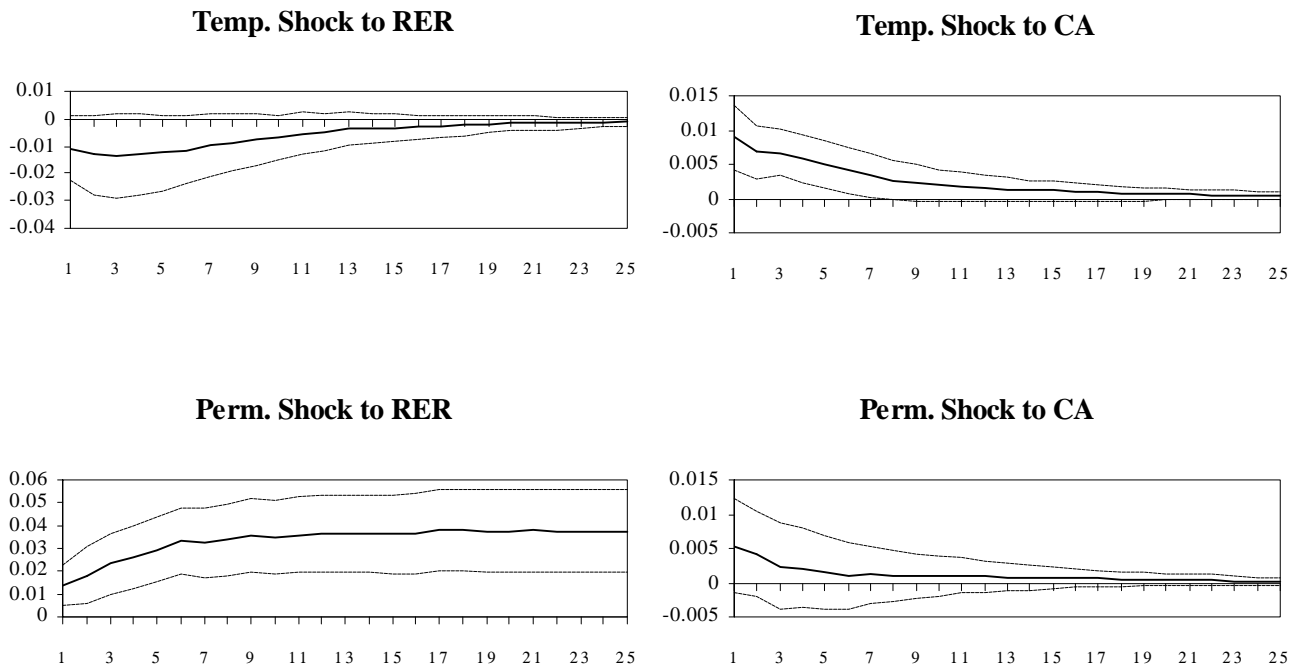 Temp. Shock to RER
0.01
0
-0.01
-0.02
-0.03
-0.04
1 3 5 7 9 11 13 15 17 19 21 23 25
Temp. Shock to CA
0.015
0.01
0.005
0
-0.005
1 3 5 7 9 11 13 15 17 19 21 23 25
Perm. Shock to RER
0.06
0.05
0.04
0.03
0.02
0.01
0
1 3 5 7 9 11 13 15 17 19 21 23 25
Perm. Shock to CA
0.015
0.01
0.005
0
-0.005
1 3 5 7 9 11 13 15 17 19 21 23 25